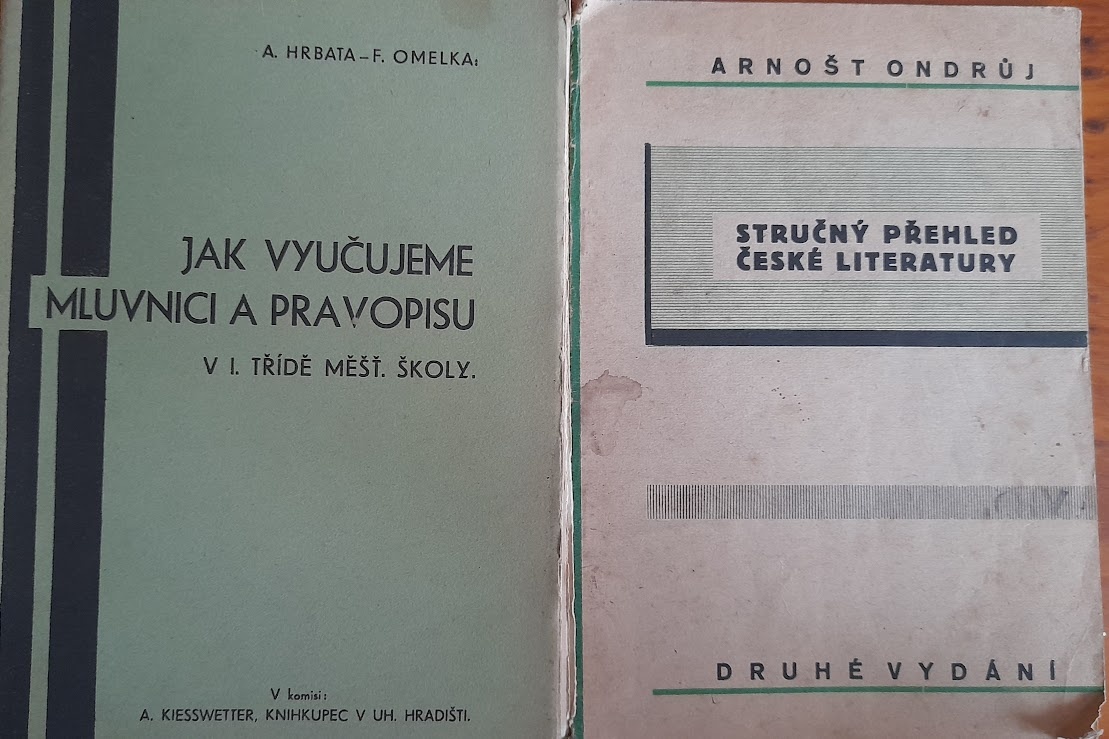 A. HRBATA – F. OMELKA:
JAK VYUČUJEME
MLUVNICI A PRAVOPISU
V I. TŘÍDĚ MĚŠŤ. ŠKOLY.
V komisi:
A. KIESSWETTER, KNIHKUPEC V UH. HRADIŠTI.
ARNOŠT ONDRŮJ
STRUČNÝ PŘEHLED
ČESKÉ LITERATURY
DRUHÉ VYDÁNÍ